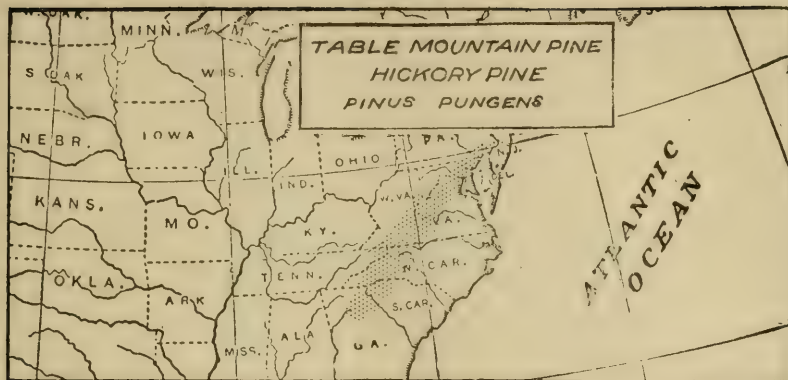 TABLE MOUNTAIN PINE
HICKORY PINE
PINUS PUNGENS
MINN.
WIS.
NEBR.
IOWA
ILL.
IND.
OHIO
PA.
N.J.
DEL
W.VA.
VA.
KANS.
MO.
KY.
TENN.
N. CAR.
S. CAR.
OKLA.
ARK
MISS.
ALA
GA.
ATLANTIC
OCEAN